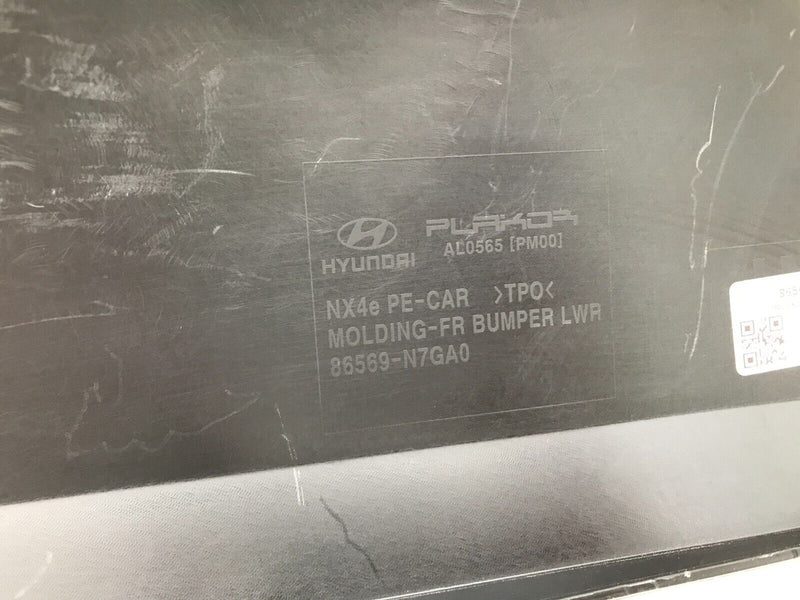 HYUNDAI
PLAKOR
AL0565 [PM00]
NX4e PE-CAR >TPO<
MOLDING-FR BUMPER LWR
86569-N7GA0